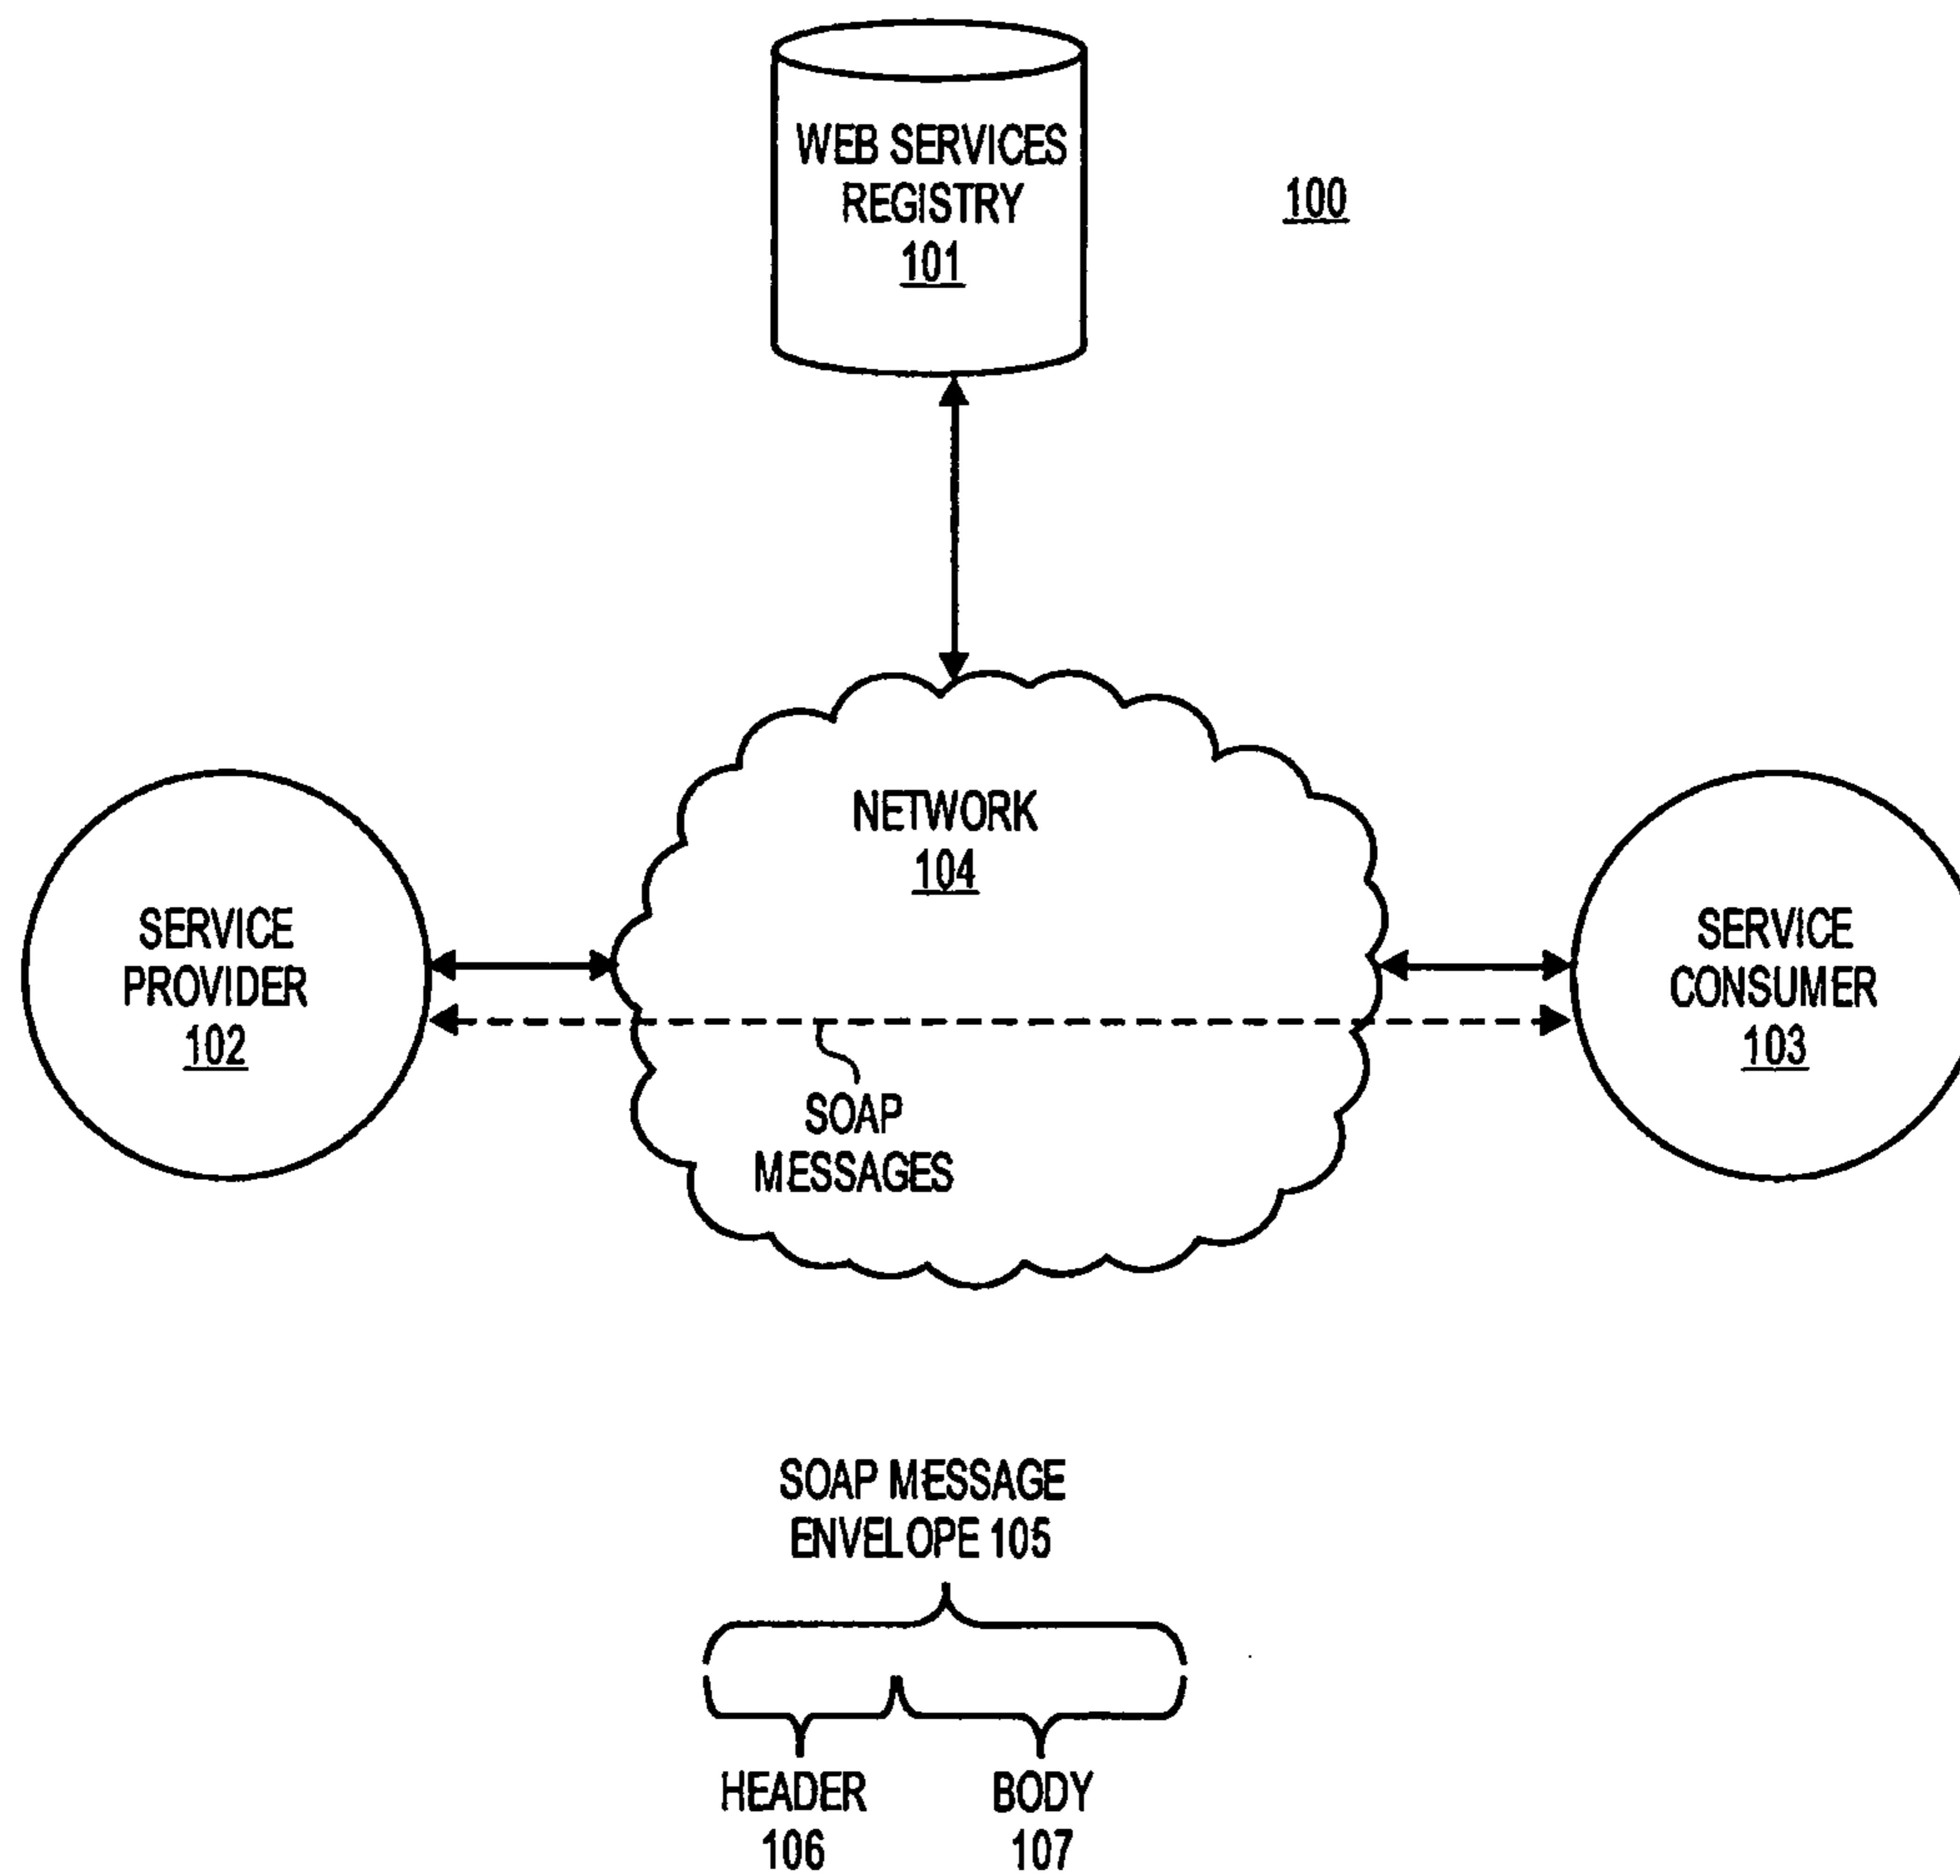 WEB SERVICES
REGISTRY
101
100
NETWORK
104
SERVICE
PROVIDER
102
SERVICE
CONSUMER
103
SOAP
MESSAGES
SOAP MESSAGE
ENVELOPE 105
HEADER
106
BODY
107